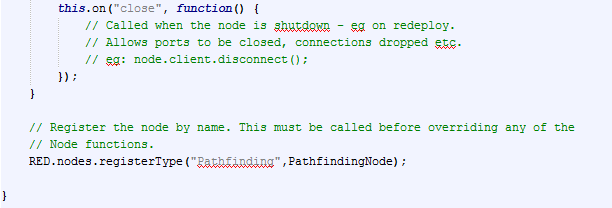 this.on("close", function() {
// Called when the node is shutdown - eg on redeploy.
// Allows ports to be closed, connections dropped etc.
// eg: node.client.disconnect();
});
}
// Register the node by name. This must be called before overriding any of the
// Node functions.
RED.nodes.registerType("Pathfinding",PathfindingNode);
}